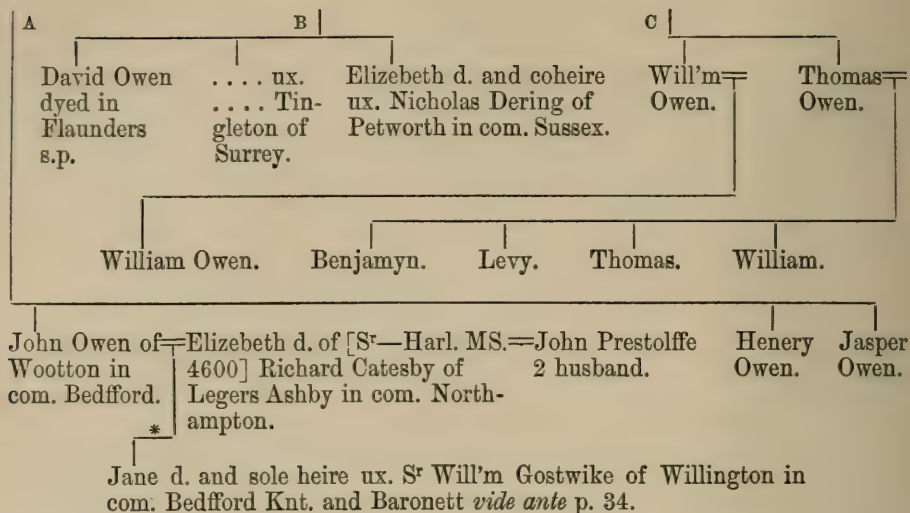 A B C
David Owen
dyed in
Flaunders
s.p.
.... ux.
.... Tin-
gleton of
Surrey.
Elizebeth d. and coheire
ux. Nicholas Dering of
Petworth in com. Sussex.
Will'm
Owen.
Thomas
Owen.
William Owen. Benjamyn. Levy. Thomas. William.
John Owen of
Wootton in
com. Bedfford.
Elizebeth d. of [Sr—Harl. MS.
4600] Richard Catesby of
Legers Ashby in com. North-
ampton.
John Prestolffe
2 husband.
Henery
Owen.
Jasper
Owen.
*
Jane d. and sole heire ux. Sr Will'm Gostwike of Willington in
com. Bedfford Knt. and Baronett vide ante p. 34.